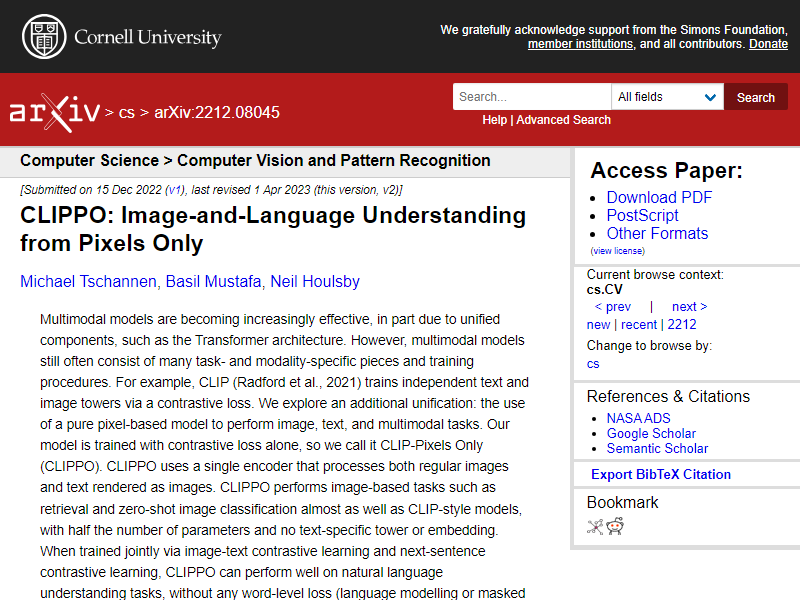 Cornell University
We gratefully acknowledge support from the Simons Foundation,
member institutions, and all contributors. Donate
arXiv > cs > arXiv:2212.08045
Search...
All fields
Search
Help | Advanced Search
Computer Science > Computer Vision and Pattern Recognition
[Submitted on 15 Dec 2022 (v1), last revised 1 Apr 2023 (this version, v2)]
CLIPPO: Image-and-Language Understanding
from Pixels Only
Michael Tschannen, Basil Mustafa, Neil Houlsby
Multimodal models are becoming increasingly effective, in part due to unified
components, such as the Transformer architecture. However, multimodal models
still often consist of many task- and modality-specific pieces and training
procedures. For example, CLIP (Radford et al., 2021) trains independent text and
image towers via a contrastive loss. We explore an additional unification: the use
of a pure pixel-based model to perform image, text, and multimodal tasks. Our
model is trained with contrastive loss alone, so we call it CLIP-Pixels Only
(CLIPPO). CLIPPO uses a single encoder that processes both regular images
and text rendered as images. CLIPPO performs image-based tasks such as
retrieval and zero-shot image classification almost as well as CLIP-style models,
with half the number of parameters and no text-specific tower or embedding.
When trained jointly via image-text contrastive learning and next-sentence
contrastive learning, CLIPPO can perform well on natural language
understanding tasks, without any word-level loss (language modelling or masked
Access Paper:
Download PDF
PostScript
Other Formats
(view license)
Current browse context:
cs.CV
< prev | next >
new | recent | 2212
Change to browse by:
cs
References & Citations
NASA ADS
Google Scholar
Semantic Scholar
Export BibTeX Citation
Bookmark